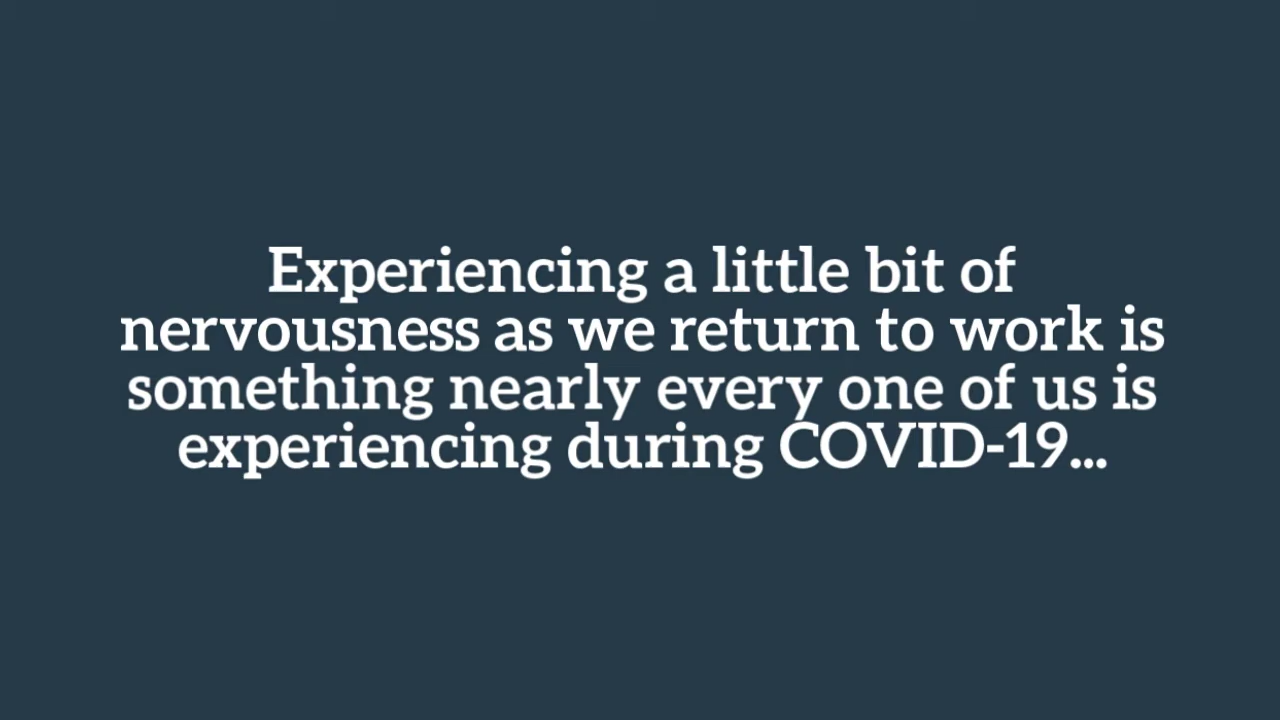 Experiencing a little bit of
nervousness as we return to work is
something nearly every one of us is
experiencing during COVID-19...